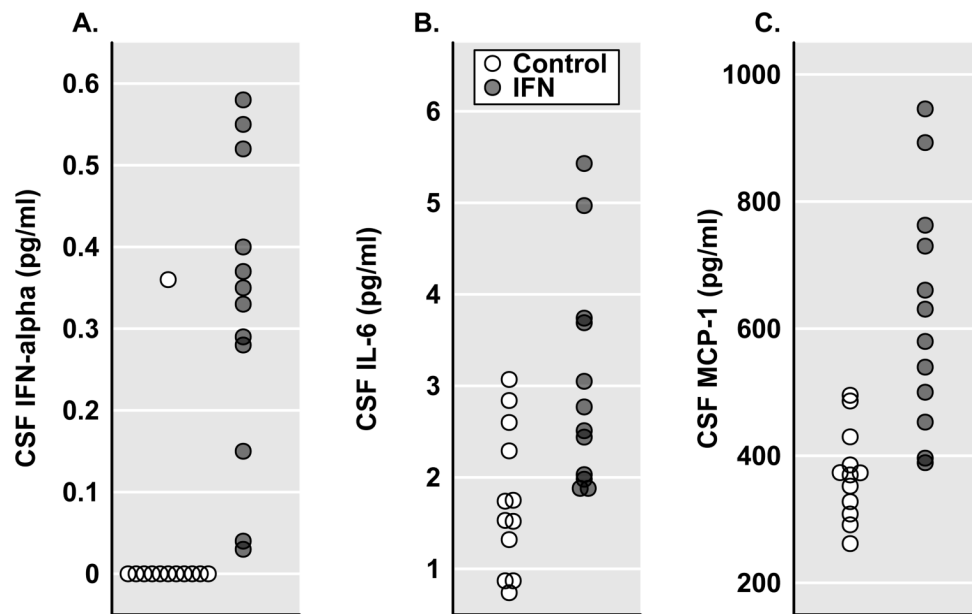 A.
CSF IFN-alpha (pg/ml)
0.6
0.5
0.4
0.3
0.2
0.1
0
B.
CSF IL-6 (pg/ml)
Control
IFN
6
5
4
3
2
1
C.
CSF MCP-1 (pg/ml)
1000
800
600
400
200